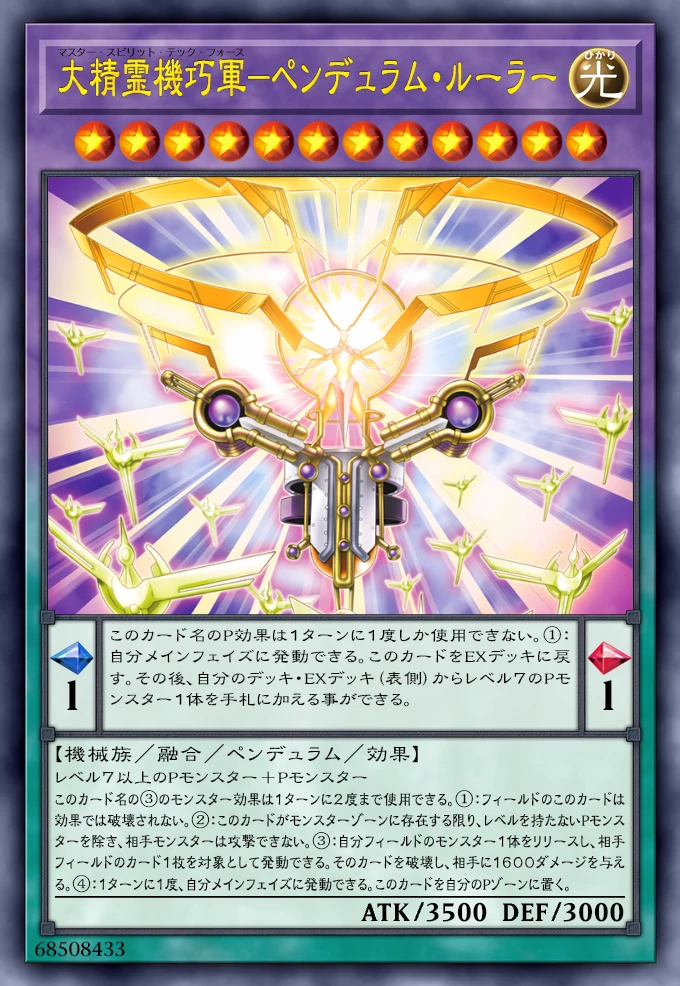 マスター・スピリット・テック・フォース
大精霊機巧軍－ペンデュラム・ルーラー
ひかり
光
このカード名のP効果は1ターンに1度しか使用できない。①:
自分メインフェイズに発動できる。このカードをEXデッキに戻
す。その後、自分のデッキ・EXデッキ(表側)からレベル7のPモ
ンスター1体を手札に加える事ができる。
1
1
【機械族／融合／ペンデュラム／効果】
レベル7以上のPモンスター＋Pモンスター
このカード名の③のモンスター効果は1ターンに2度まで使用できる。①:フィールドのこのカードは
効果では破壊されない。②:このカードがモンスターゾーンに存在する限り、レベルを持たないPモンス
ターを除き、相手モンスターは攻撃できない。③:自分フィールドのモンスター1体をリリースし、相手
フィールドのカード1枚を対象として発動できる。そのカードを破壊し、相手に1600ダメージを与え
る。④:1ターンに1度、自分メインフェイズに発動できる。このカードを自分のPゾーンに置く。
ATK/3500 DEF/3000
68508433